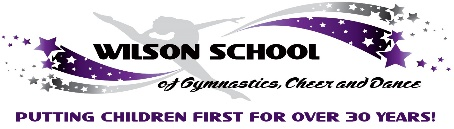 WILSON SCHOOL
of Gymnastics, Cheer and Dance
PUTTING CHILDREN FIRST FOR OVER 30 YEARS!